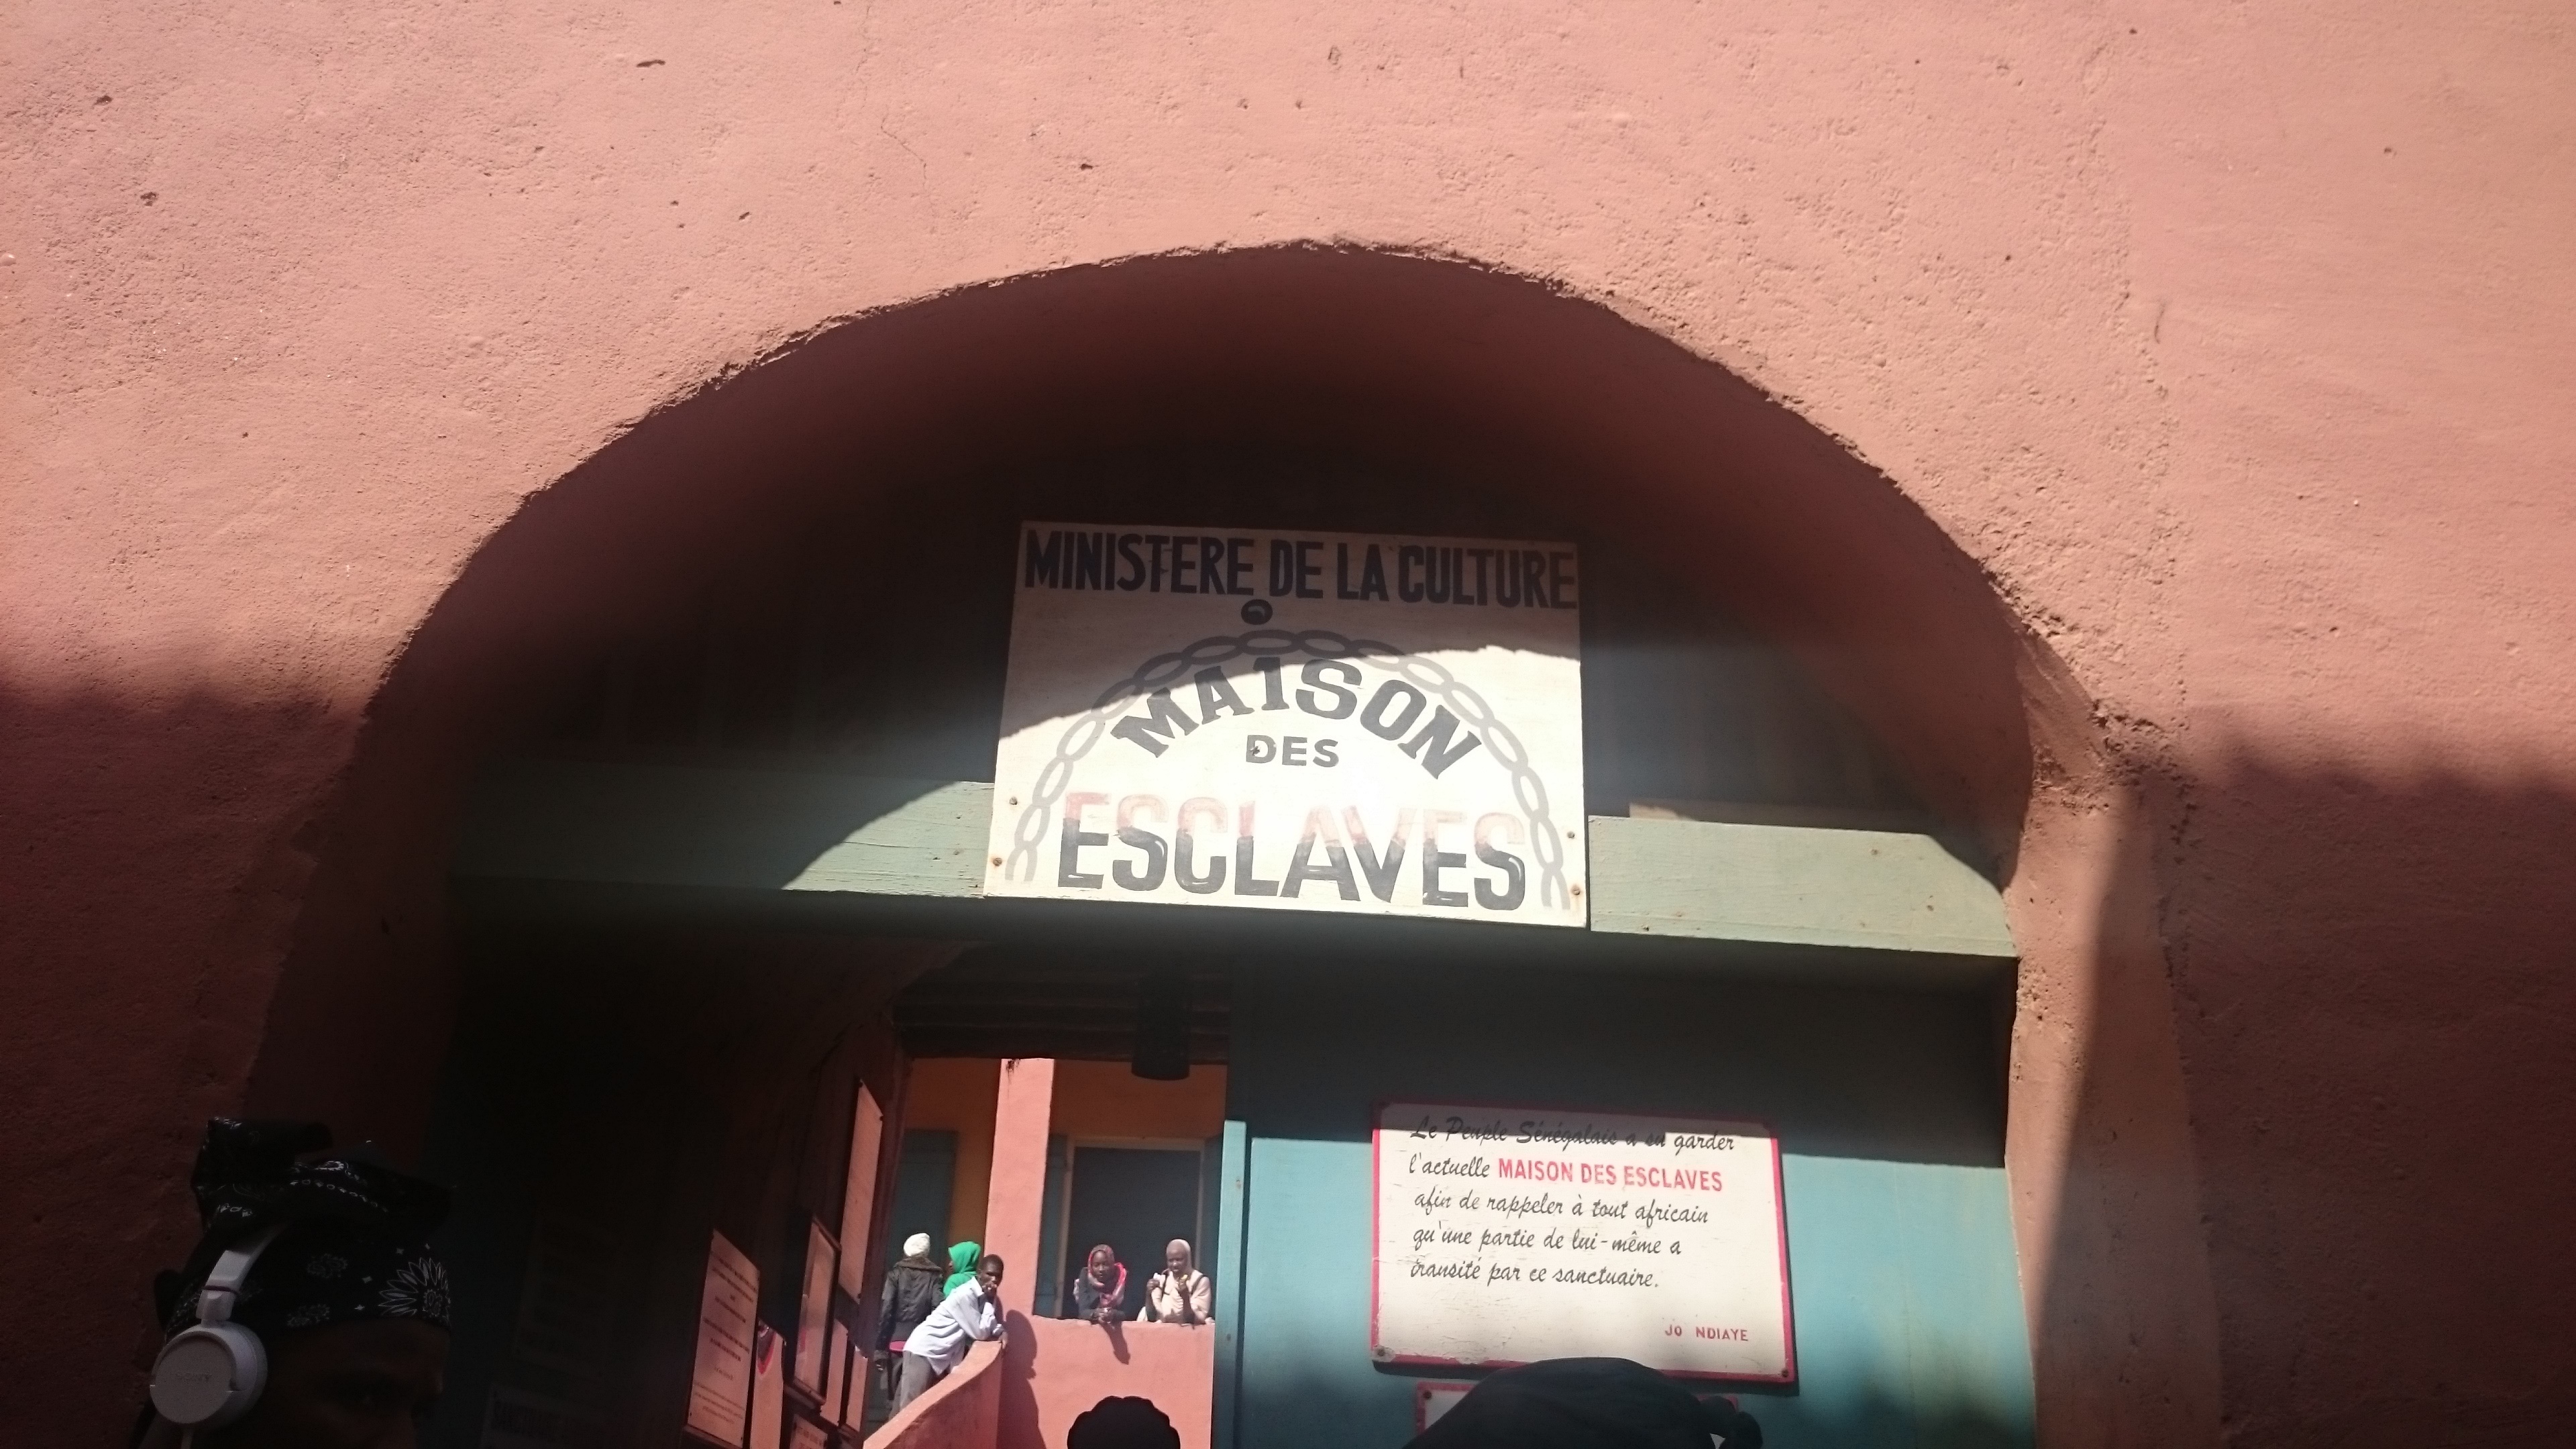 MINISTERE DE LA CULTURE
MAISON
DES
ESCLAVES
Le Peuple Sénégalais a su garder
l'actuelle MAISON DES ESCLAVES
afin de rappeler à tout africain
qu'une partie de lui-même a
transité par ce sanctuaire.
JO NDIAYE
SONY